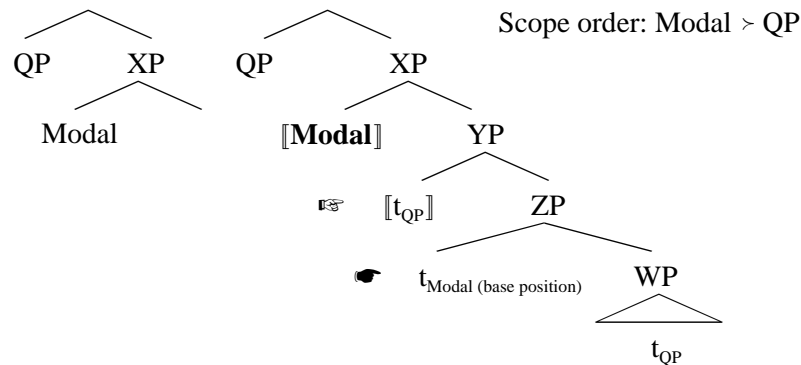 Scope order: Modal > QP
QP XP QP XP
Modal ⟦Modal⟧ YP
☞ ⟦t_QP⟧ ZP
☛ t_Modal (base position) WP
t_QP